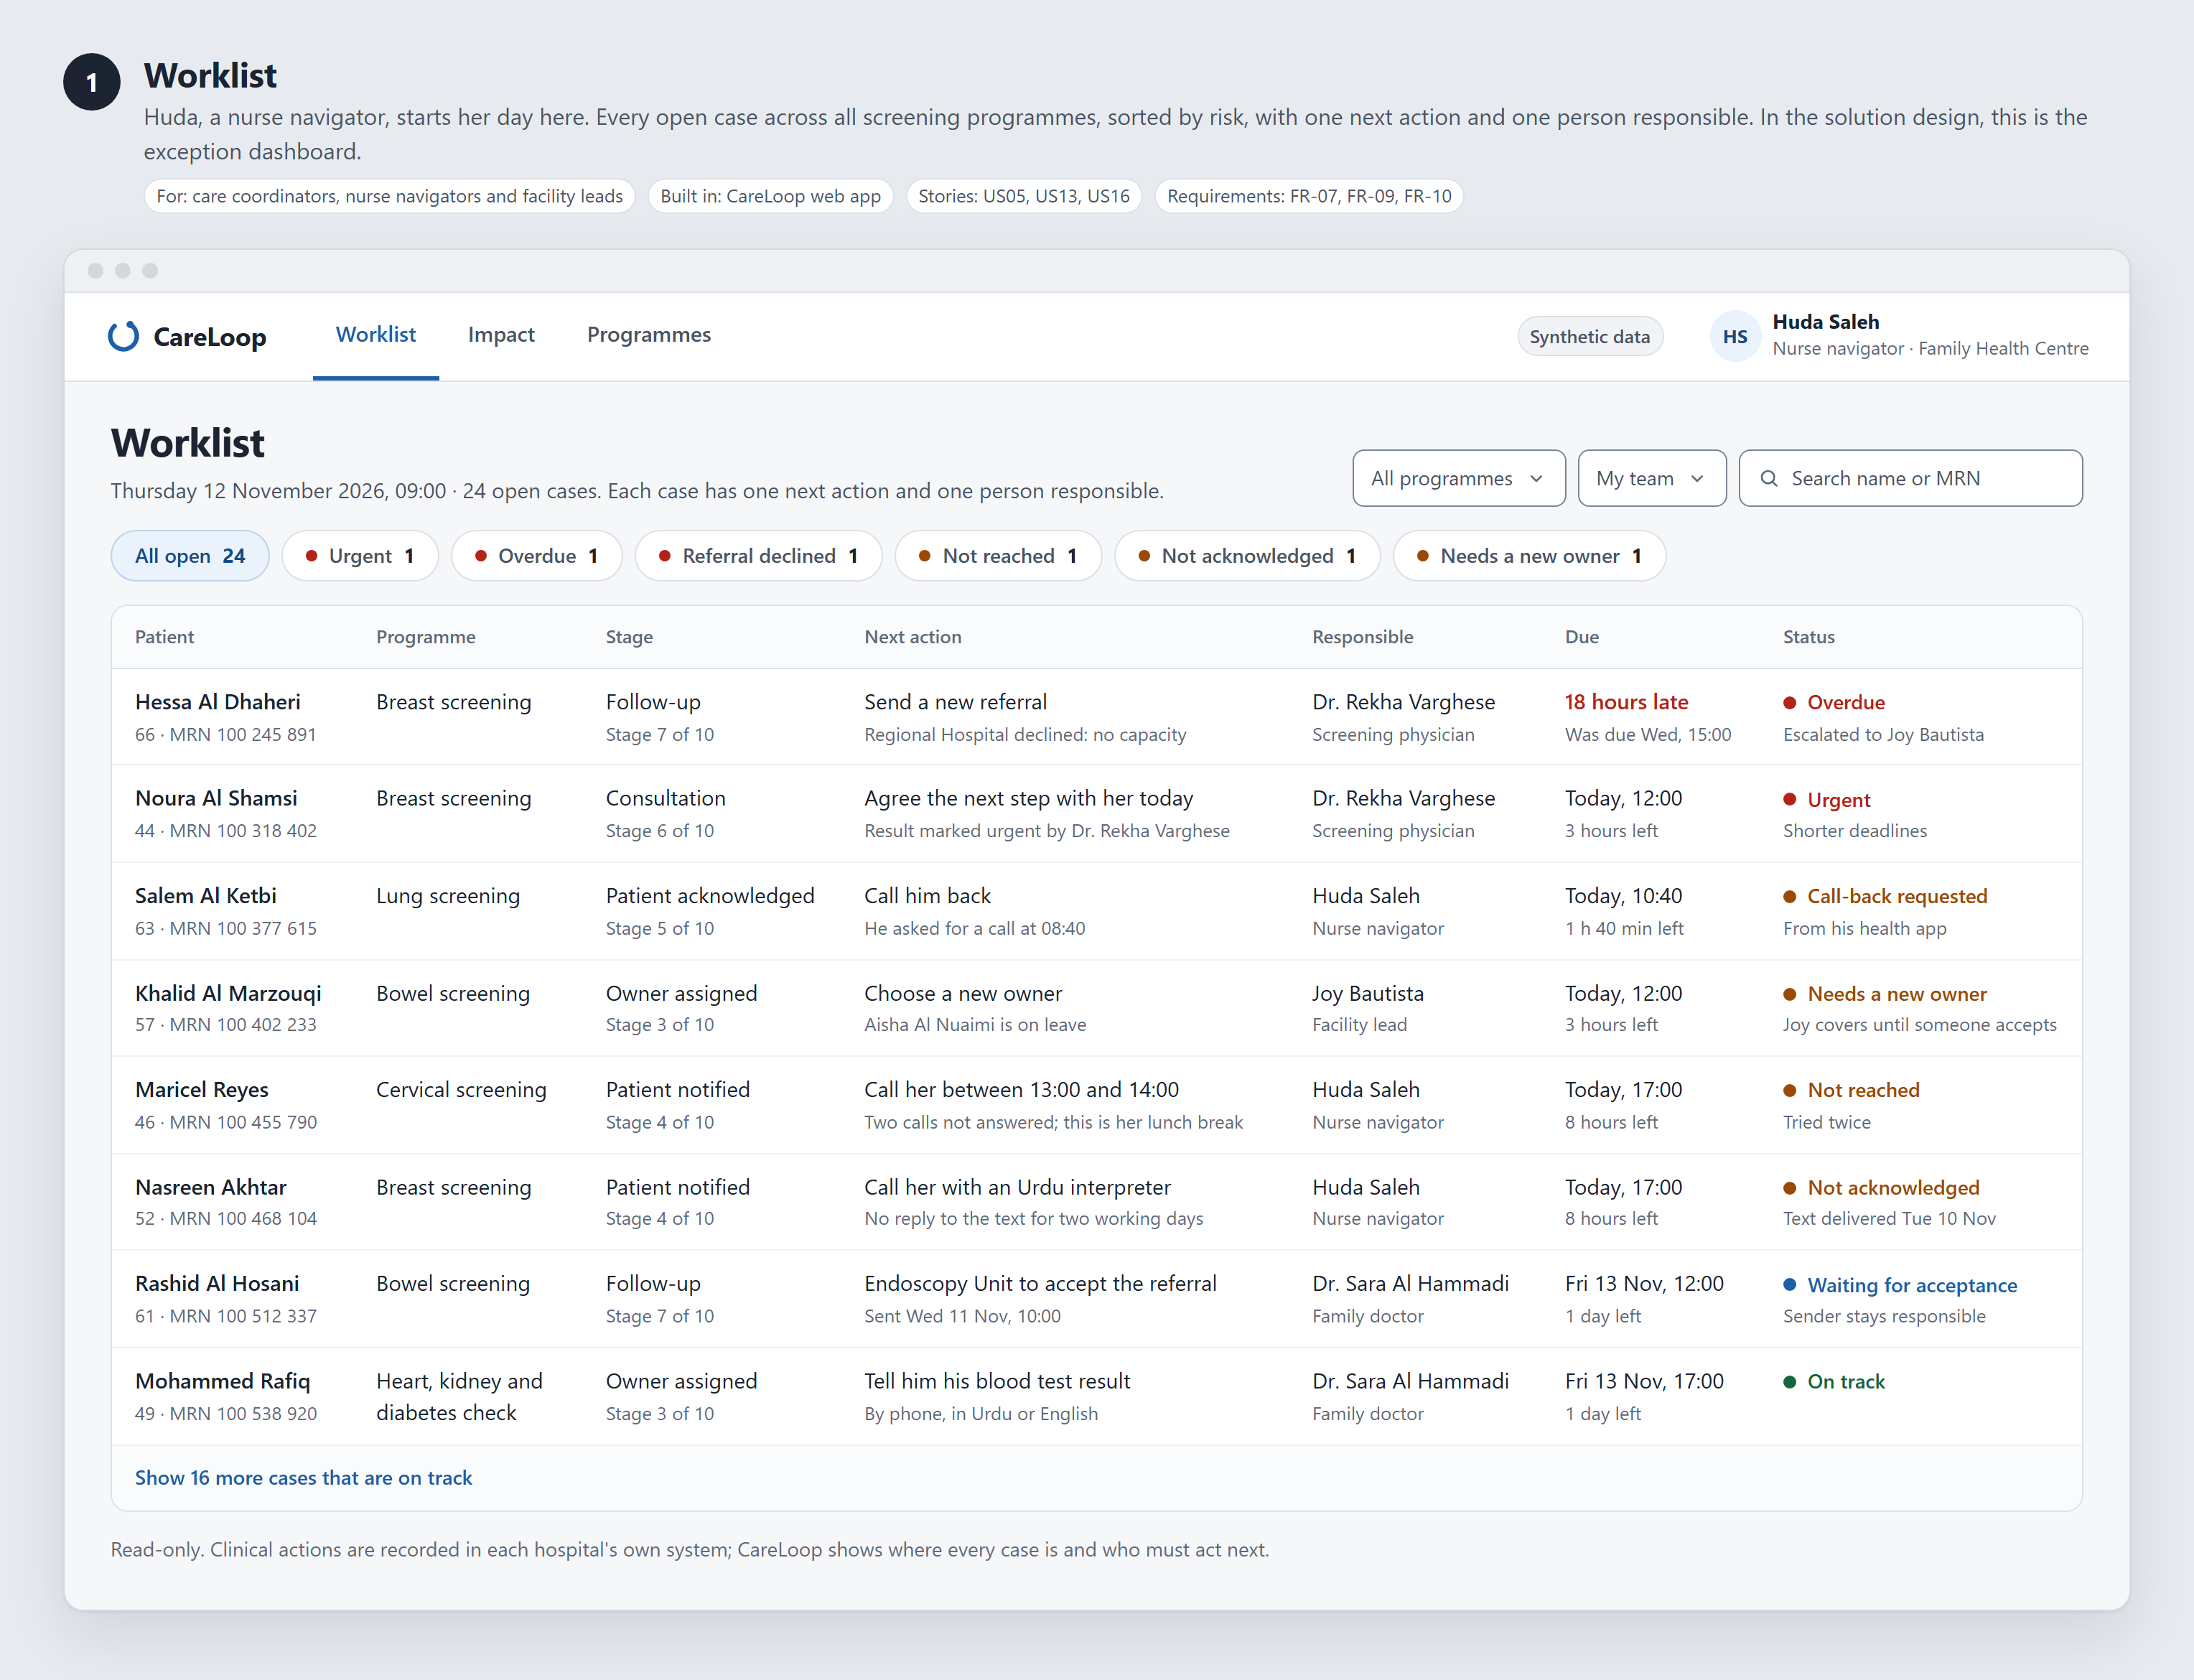 1
Worklist
Huda, a nurse navigator, starts her day here. Every open case across all screening programmes, sorted by risk, with one next action and one person responsible. In the solution design, this is the
exception dashboard.
For: care coordinators, nurse navigators and facility leads
Built in: CareLoop web app
Stories: US05, US13, US16
Requirements: FR-07, FR-09, FR-10
CareLoop
Worklist
Impact
Programmes
Synthetic data
HS
Huda Saleh
Nurse navigator · Family Health Centre
Worklist
Thursday 12 November 2026, 09:00 · 24 open cases. Each case has one next action and one person responsible.
All programmes
My team
Search name or MRN
All open 24
Urgent 1
Overdue 1
Referral declined 1
Not reached 1
Not acknowledged 1
Needs a new owner 1
Patient Programme Stage Next action Responsible Due Status
Hessa Al Dhaheri Breast screening Follow-up Send a new referral Dr. Rekha Varghese 18 hours late Overdue
66 · MRN 100 245 891 Stage 7 of 10 Regional Hospital declined: no capacity Screening physician Was due Wed, 15:00 Escalated to Joy Bautista
Noura Al Shamsi Breast screening Consultation Agree the next step with her today Dr. Rekha Varghese Today, 12:00 Urgent
44 · MRN 100 318 402 Stage 6 of 10 Result marked urgent by Dr. Rekha Varghese Screening physician 3 hours left Shorter deadlines
Salem Al Ketbi Lung screening Patient acknowledged Call him back Huda Saleh Today, 10:40 Call-back requested
63 · MRN 100 377 615 Stage 5 of 10 He asked for a call at 08:40 Nurse navigator 1 h 40 min left From his health app
Khalid Al Marzouqi Bowel screening Owner assigned Choose a new owner Joy Bautista Today, 12:00 Needs a new owner
57 · MRN 100 402 233 Stage 3 of 10 Aisha Al Nuaimi is on leave Facility lead 3 hours left Joy covers until someone accepts
Maricel Reyes Cervical screening Patient notified Call her between 13:00 and 14:00 Huda Saleh Today, 17:00 Not reached
46 · MRN 100 455 790 Stage 4 of 10 Two calls not answered; this is her lunch break Nurse navigator 8 hours left Tried twice
Nasreen Akhtar Breast screening Patient notified Call her with an Urdu interpreter Huda Saleh Today, 17:00 Not acknowledged
52 · MRN 100 468 104 Stage 4 of 10 No reply to the text for two working days Nurse navigator 8 hours left Text delivered Tue 10 Nov
Rashid Al Hosani Bowel screening Follow-up Endoscopy Unit to accept the referral Dr. Sara Al Hammadi Fri 13 Nov, 12:00 Waiting for acceptance
61 · MRN 100 512 337 Stage 7 of 10 Sent Wed 11 Nov, 10:00 Family doctor 1 day left Sender stays responsible
Mohammed Rafiq Heart, kidney and Owner assigned Tell him his blood test result Dr. Sara Al Hammadi Fri 13 Nov, 17:00 On track
49 · MRN 100 538 920 diabetes check Stage 3 of 10 By phone, in Urdu or English Family doctor 1 day left
Show 16 more cases that are on track
Read-only. Clinical actions are recorded in each hospital's own system; CareLoop shows where every case is and who must act next.